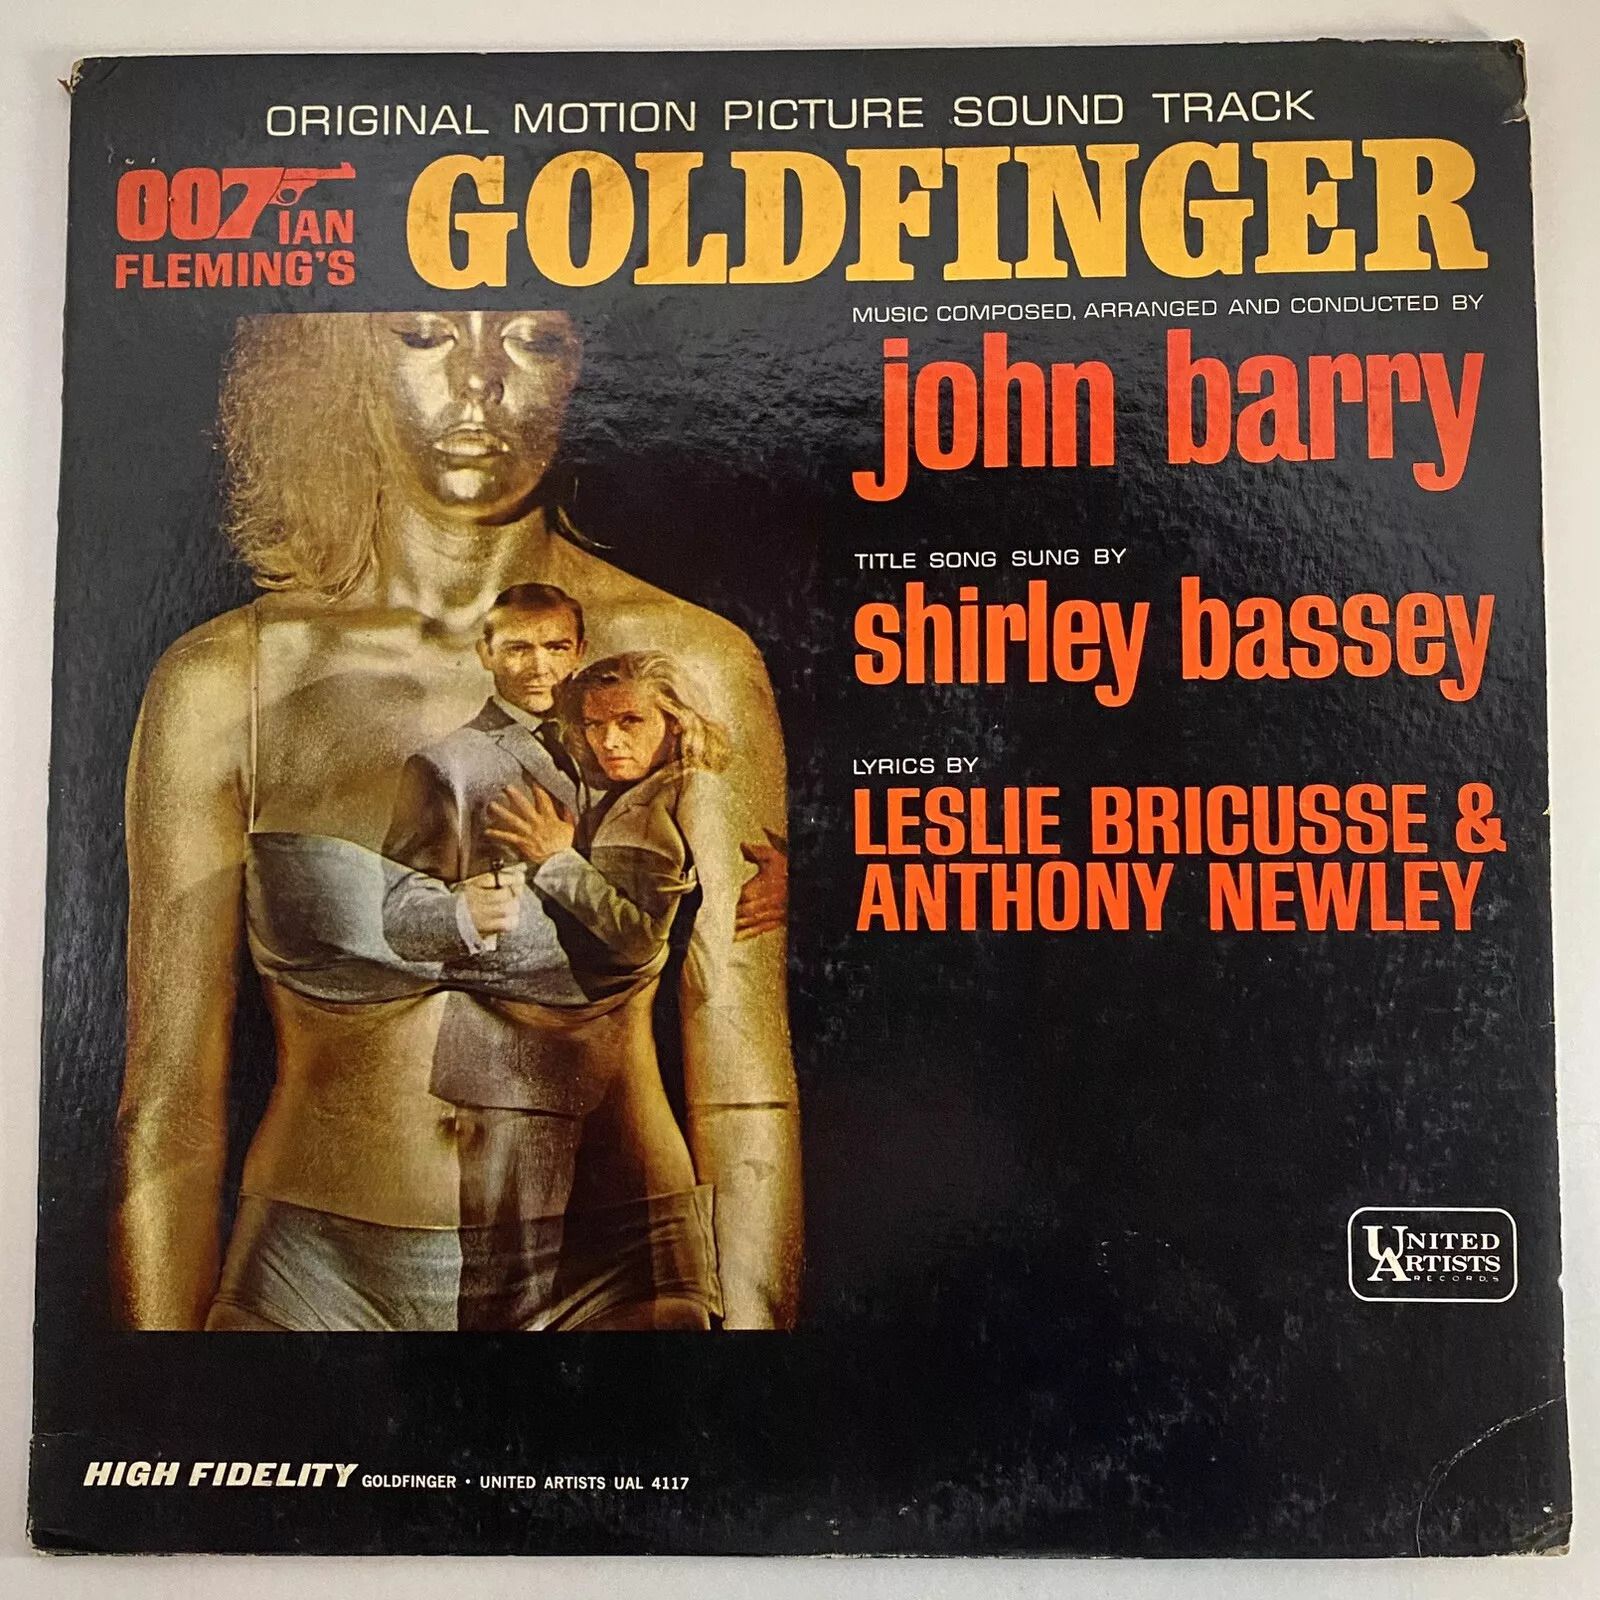 ORIGINAL MOTION PICTURE SOUND TRACK
007 IAN
FLEMING'S
GOLDFINGER
MUSIC COMPOSED, ARRANGED AND CONDUCTED BY
john barry
TITLE SONG SUNG BY
shirley bassey
LYRICS BY
LESLIE BRICUSSE &
ANTHONY NEWLEY
UNITED
ARTISTS
RECORDS
HIGH FIDELITY GOLDFINGER • UNITED ARTISTS UAL 4117